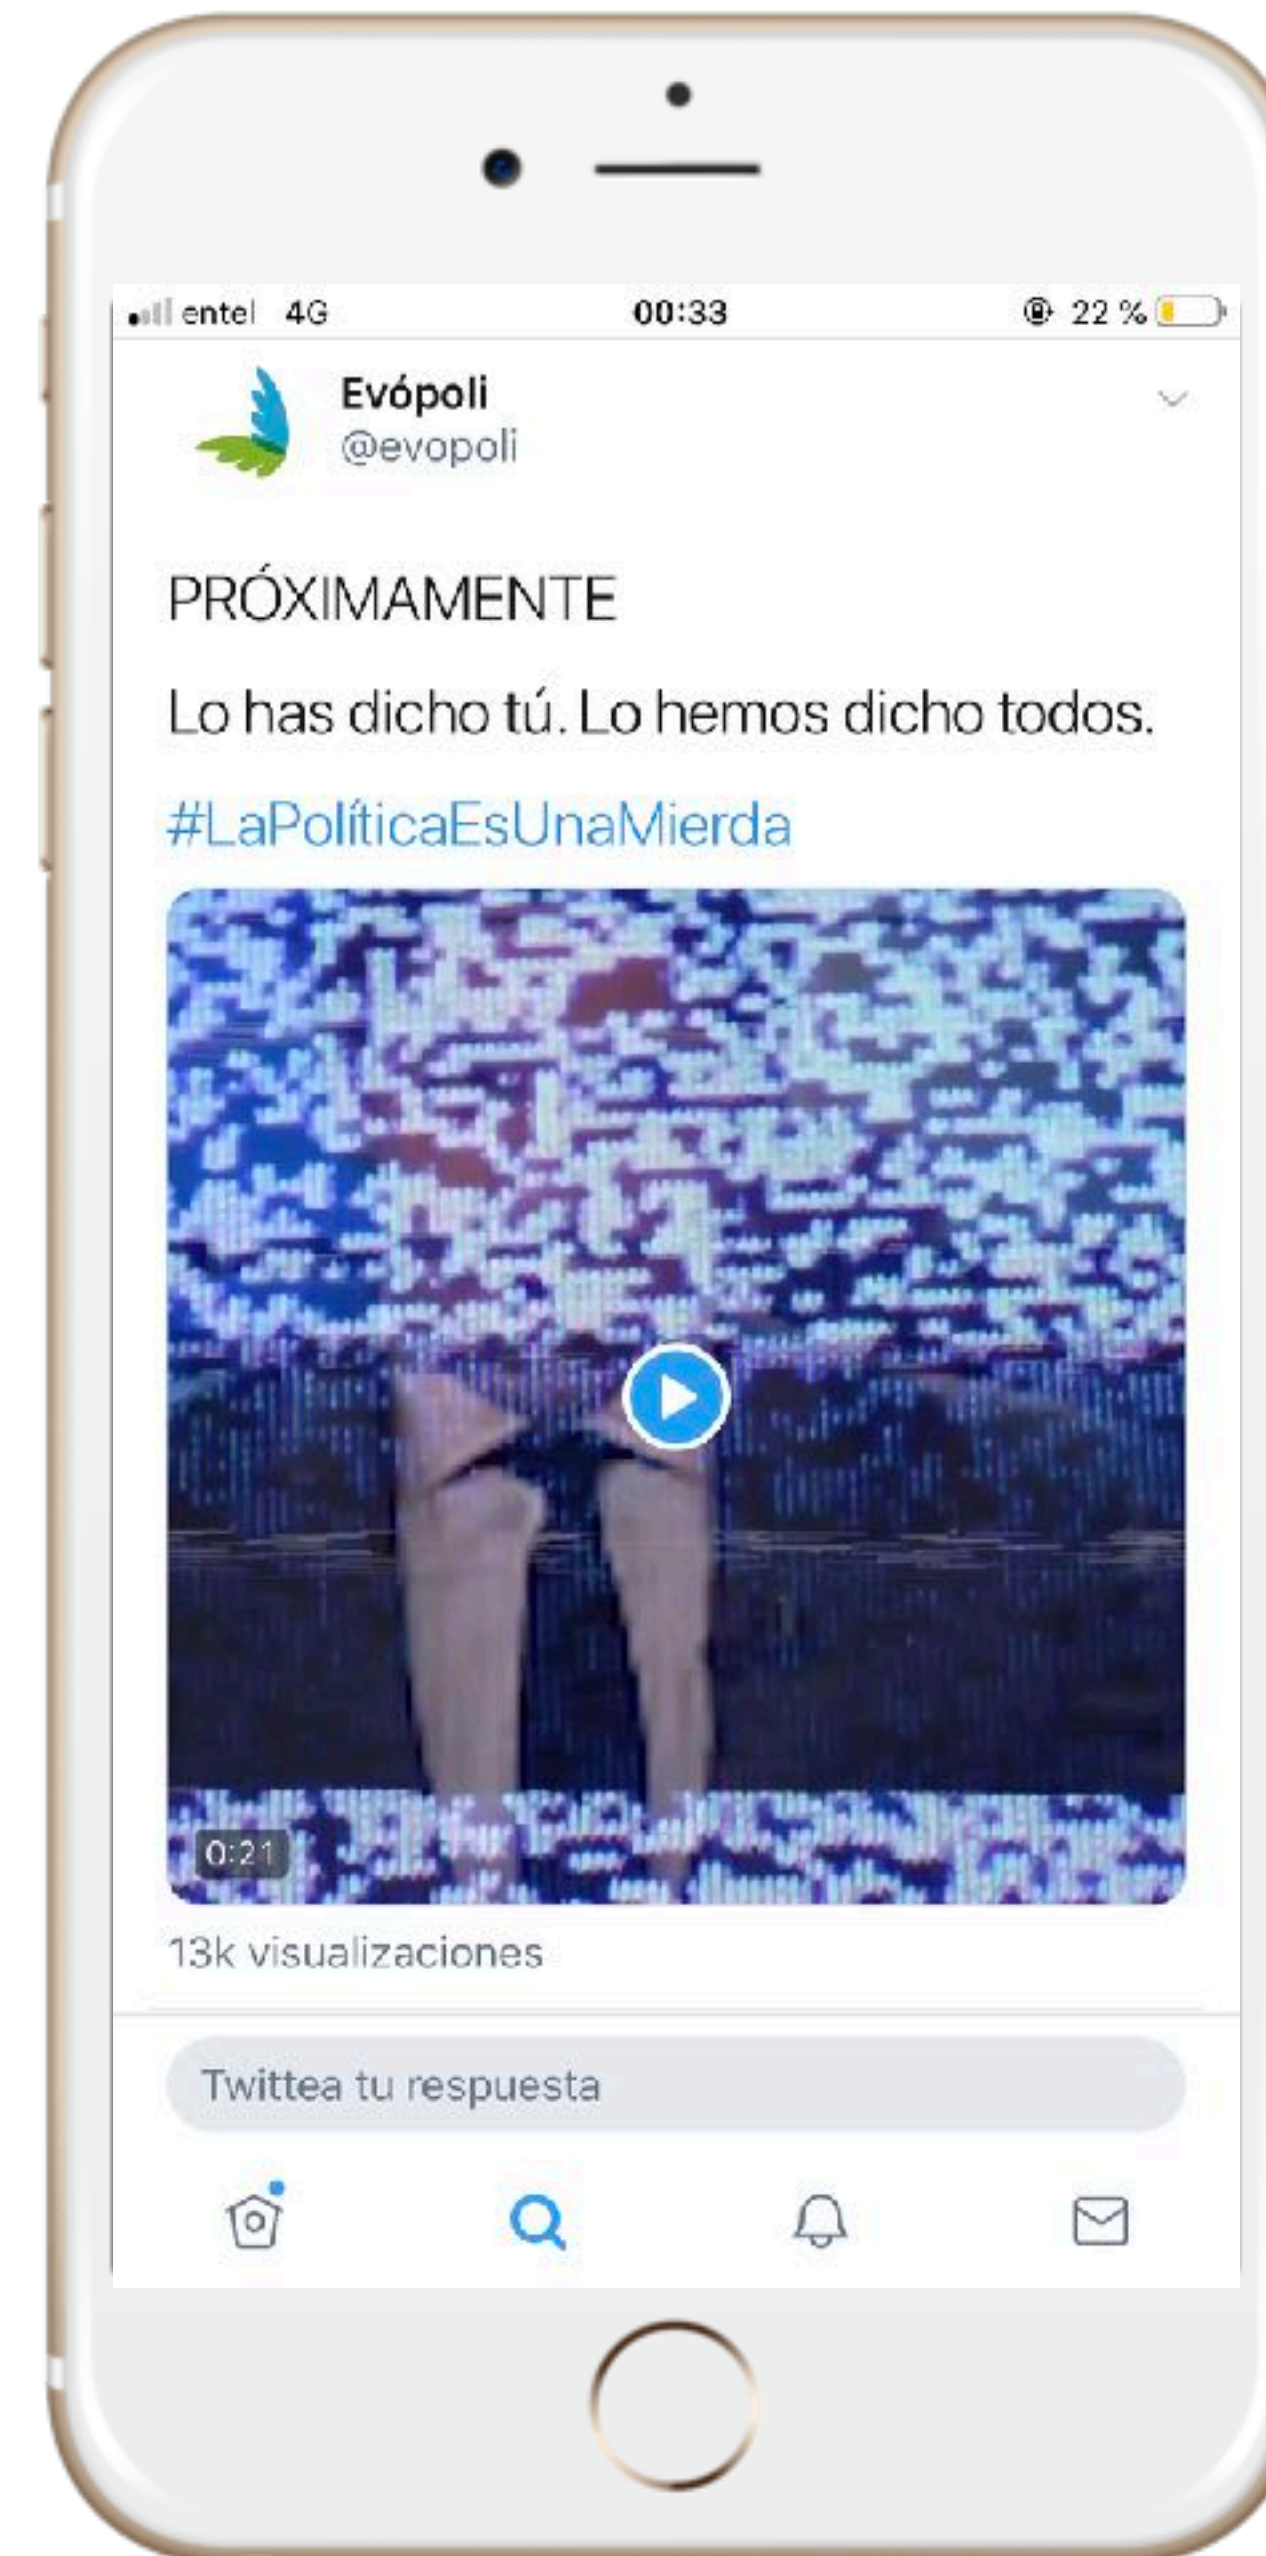 entel 4G 00:33 22 %
Evópoli
@evopoli
PRÓXIMAMENTE
Lo has dicho tú. Lo hemos dicho todos.
#LaPolíticaEsUnaMierda
0:21
13k visualizaciones
Twittea tu respuesta